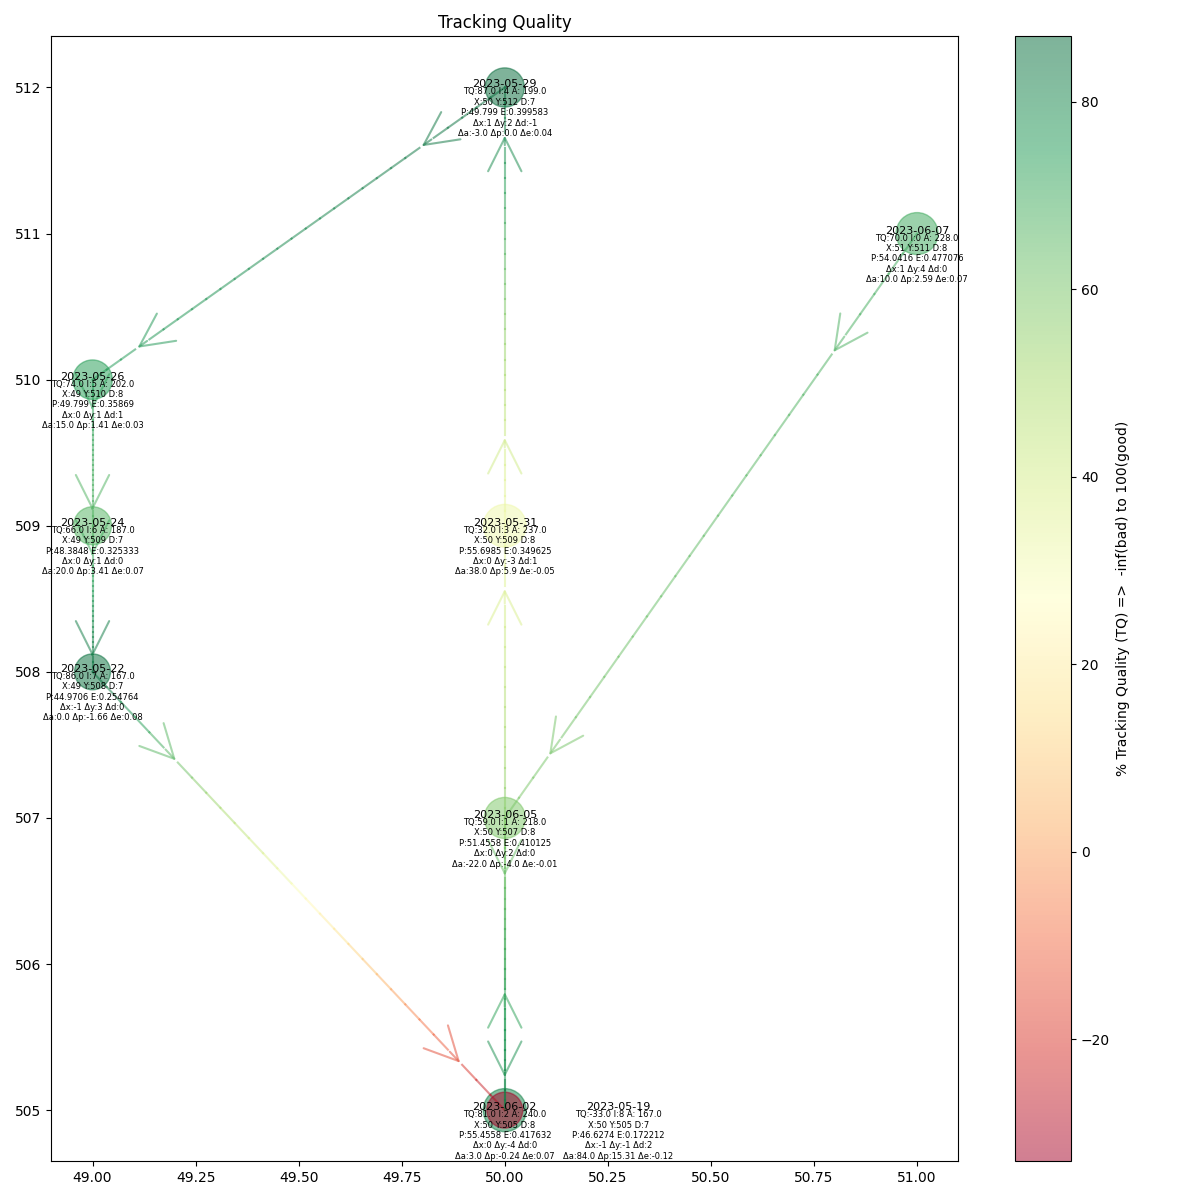 Tracking Quality
512
511
510
509
508
507
506
505
2023-05-29
TQ:87.0 I:4 A: 199.0
X:50 Y:512 D:7
P:49.799 E:0.399583
Δx:1 Δy:2 Δd:-1
Δa:-3.0 Δp:0.0 Δe:0.04
2023-06-07
TQ:70.0 I:0 A: 228.0
X:51 Y:511 D:8
P:54.0416 E:0.477076
Δx:1 Δy:4 Δd:0
Δa:10.0 Δp:2.59 Δe:0.07
2023-05-26
TQ:74.0 I:5 A: 202.0
X:49 Y:510 D:8
P:49.799 E:0.35869
Δx:0 Δy:1 Δd:1
Δa:15.0 Δp:1.41 Δe:0.03
2023-05-24
TQ:66.0 I:6 A: 187.0
X:49 Y:509 D:7
P:48.3848 E:0.325333
Δx:0 Δy:1 Δd:0
Δa:20.0 Δp:3.41 Δe:0.07
2023-05-31
TQ:32.0 I:3 A: 237.0
X:50 Y:509 D:8
P:55.6985 E:0.349625
Δx:0 Δy:-3 Δd:1
Δa:38.0 Δp:5.9 Δe:-0.05
2023-05-22
TQ:86.0 I:7 A: 167.0
X:49 Y:508 D:7
P:44.9706 E:0.254764
Δx:-1 Δy:3 Δd:0
Δa:0.0 Δp:-1.66 Δe:0.08
2023-06-05
TQ:59.0 I:1 A: 218.0
X:50 Y:507 D:8
P:51.4558 E:0.410125
Δx:0 Δy:2 Δd:0
Δa:-22.0 Δp:-4.0 Δe:-0.01
2023-06-02
TQ:81.0 I:2 A: 240.0
X:50 Y:505 D:8
P:55.4558 E:0.417632
Δx:0 Δy:-4 Δd:0
Δa:3.0 Δp:-0.24 Δe:0.07
2023-05-19
TQ:-33.0 I:8 A: 167.0
X:50 Y:505 D:7
P:46.6274 E:0.172212
Δx:-1 Δy:-1 Δd:2
Δa:84.0 Δp:15.31 Δe:-0.12
49.00
49.25
49.50
49.75
50.00
50.25
50.50
50.75
51.00
80
60
40
20
0
−20
% Tracking Quality (TQ) => -inf(bad) to 100(good)